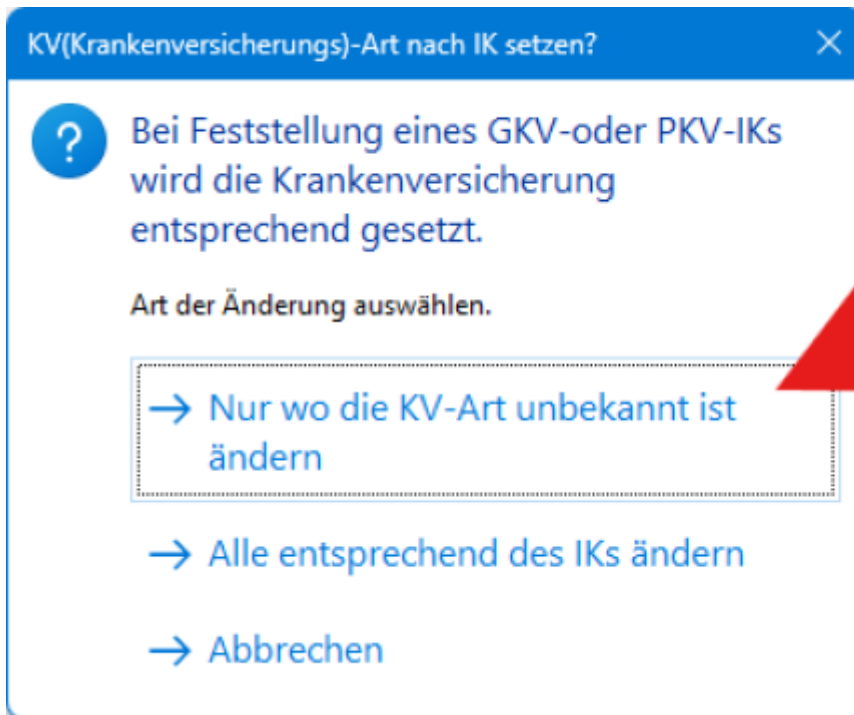 KV(Krankenversicherungs)-Art nach IK setzen?
Bei Feststellung eines GKV-oder PKV-IKs
wird die Krankenversicherung
entsprechend gesetzt.
Art der Änderung auswählen.
→ Nur wo die KV-Art unbekannt ist
ändern
→ Alle entsprechend des IKs ändern
→ Abbrechen